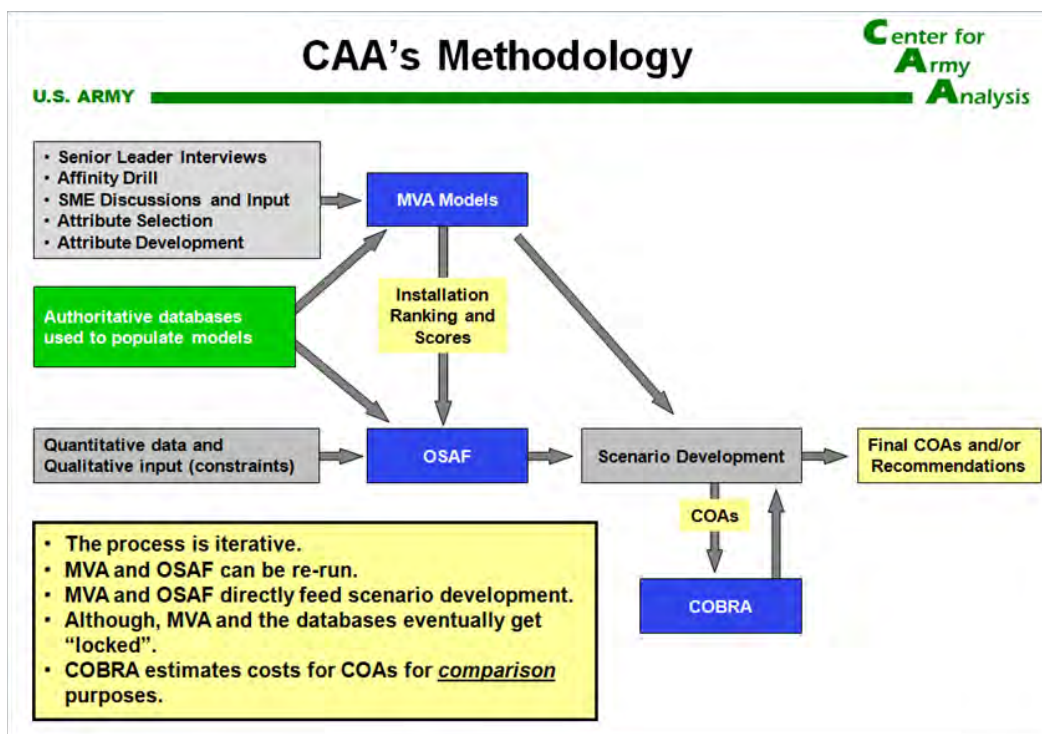 CAA's Methodology
Center for
Army
Analysis
U.S. ARMY
• Senior Leader Interviews
• Affinity Drill
• SME Discussions and Input
• Attribute Selection
• Attribute Development
MVA Models
Authoritative databases
used to populate models
Installation
Ranking and
Scores
Quantitative data and
Qualitative input (constraints)
OSAF
Scenario Development
Final COAs and/or
Recommendations
COAs
COBRA
• The process is iterative.
• MVA and OSAF can be re-run.
• MVA and OSAF directly feed scenario development.
• Although, MVA and the databases eventually get
"locked".
• COBRA estimates costs for COAs for comparison
purposes.